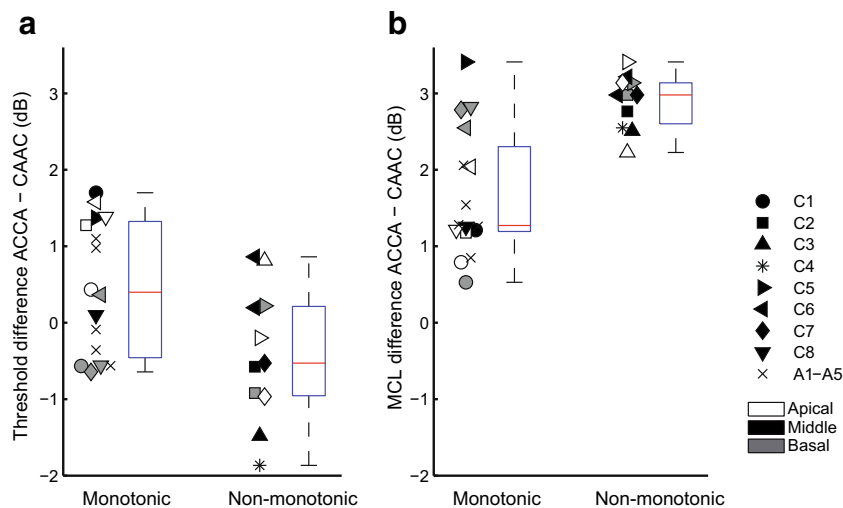 a
b
Threshold difference ACCA − CAAC (dB)
3
2
1
0
−1
−2
Monotonic
Non-monotonic
MCL difference ACCA − CAAC (dB)
3
2
1
0
−1
−2
Monotonic
Non-monotonic
C1
C2
C3
C4
C5
C6
C7
C8
A1−A5
Apical
Middle
Basal